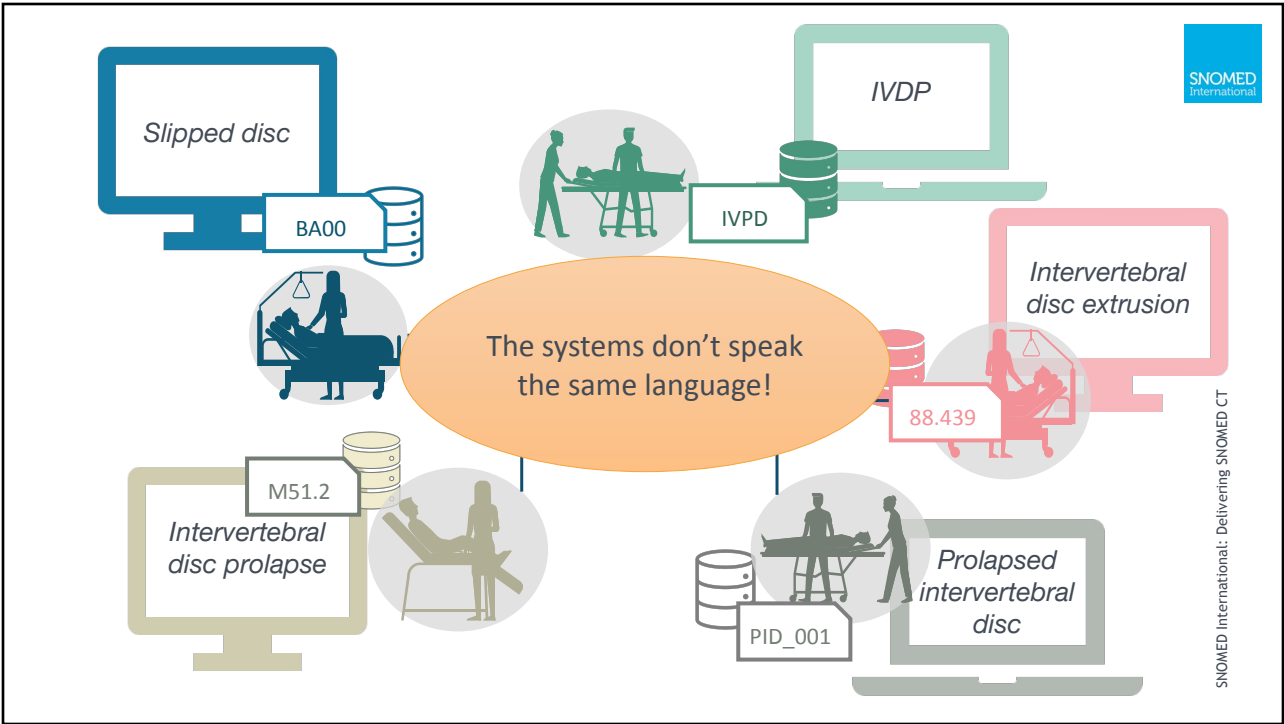 SNOMED
International
Slipped disc
BA00
IVDP
IVPD
Intervertebral
disc extrusion
88.439
The systems don’t speak
the same language!
M51.2
Intervertebral
disc prolapse
Prolapsed
intervertebral
disc
PID_001
SNOMED International: Delivering SNOMED CT